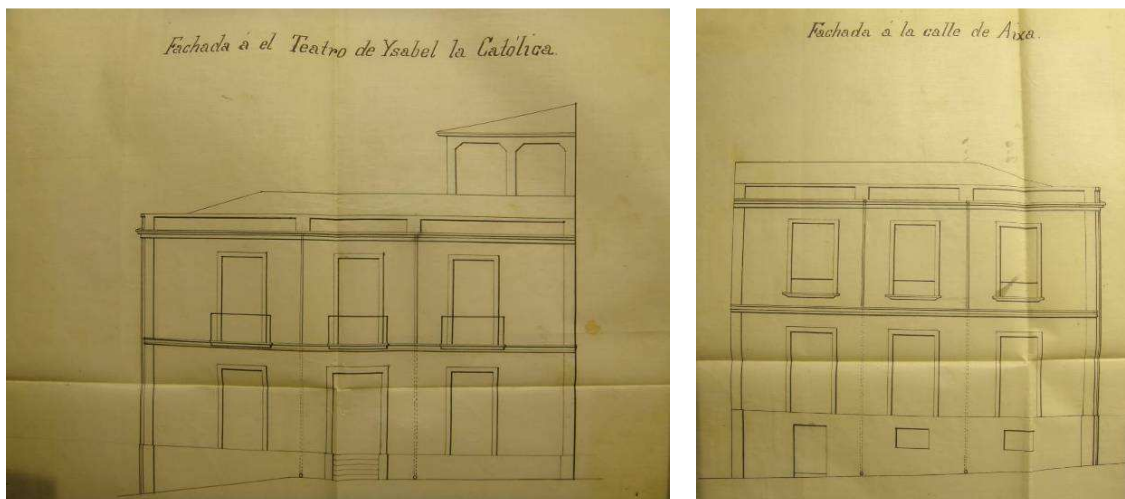 Fachada á el Teatro de Ysabel la Católica.
Fachada á la calle de Aixa.